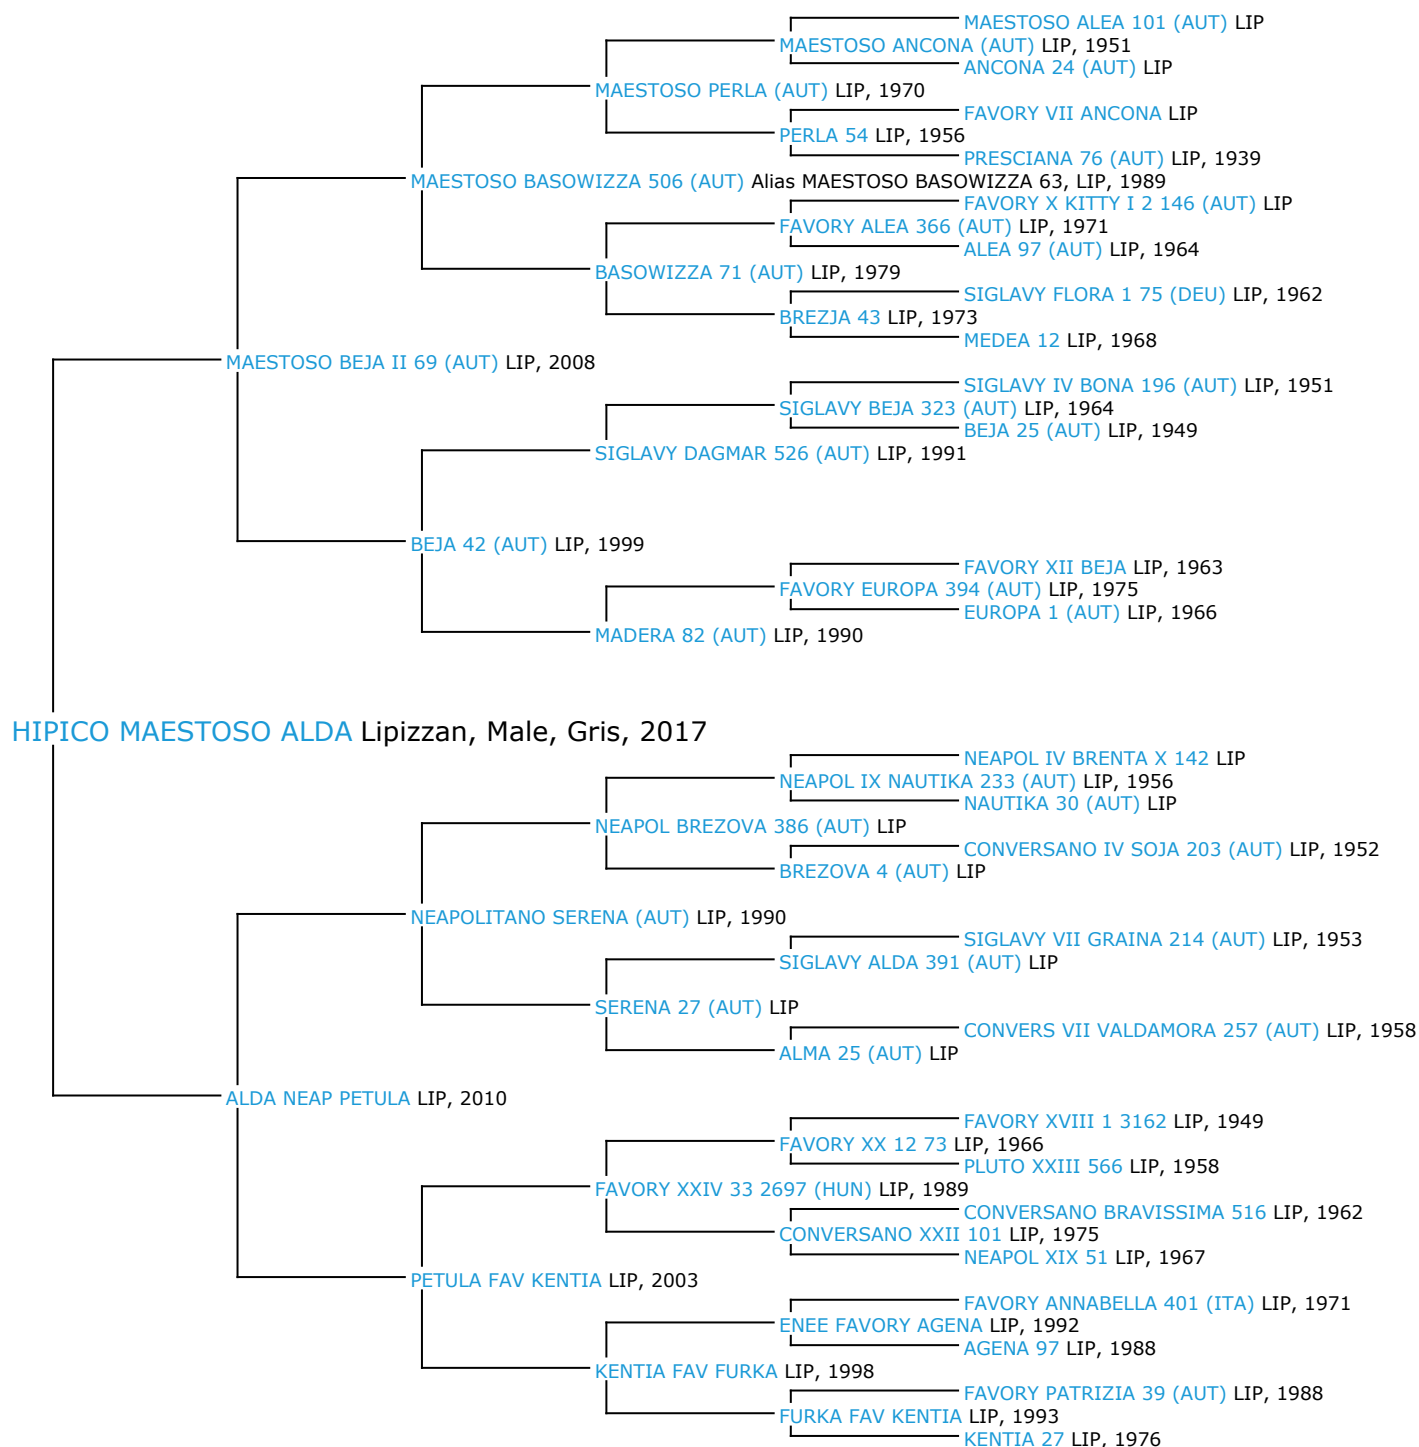 MAESTOSO ALEA 101 (AUT) LIP
MAESTOSO ANCONA (AUT) LIP, 1951
ANCONA 24 (AUT) LIP
MAESTOSO PERLA (AUT) LIP, 1970
FAVORY VII ANCONA LIP
PERLA 54 LIP, 1956
PRESCIANA 76 (AUT) LIP, 1939
MAESTOSO BASOWIZZA 506 (AUT) Alias MAESTOSO BASOWIZZA 63, LIP, 1989
FAVORY X KITTY I 2 146 (AUT) LIP
FAVORY ALEA 366 (AUT) LIP, 1971
ALEA 97 (AUT) LIP, 1964
BASOWIZZA 71 (AUT) LIP, 1979
SIGLAVY FLORA 1 75 (DEU) LIP, 1962
BREZJA 43 LIP, 1973
MEDEA 12 LIP, 1968
MAESTOSO BEJA II 69 (AUT) LIP, 2008
SIGLAVY IV BONA 196 (AUT) LIP, 1951
SIGLAVY BEJA 323 (AUT) LIP, 1964
BEJA 25 (AUT) LIP, 1949
SIGLAVY DAGMAR 526 (AUT) LIP, 1991
BEJA 42 (AUT) LIP, 1999
FAVORY XII BEJA LIP, 1963
FAVORY EUROPA 394 (AUT) LIP, 1975
EUROPA 1 (AUT) LIP, 1966
MADERA 82 (AUT) LIP, 1990
HIPICO MAESTOSO ALDA Lipizzan, Male, Gris, 2017
NEAPOL IV BRENTA X 142 LIP
NEAPOL IX NAUTIKA 233 (AUT) LIP, 1956
NAUTIKA 30 (AUT) LIP
NEAPOL BREZOVA 386 (AUT) LIP
CONVERSANO IV SOJA 203 (AUT) LIP, 1952
BREZOVA 4 (AUT) LIP
NEAPOLITANO SERENA (AUT) LIP, 1990
SIGLAVY VII GRAINA 214 (AUT) LIP, 1953
SIGLAVY ALDA 391 (AUT) LIP
SERENA 27 (AUT) LIP
CONVERS VII VALDAMORA 257 (AUT) LIP, 1958
ALMA 25 (AUT) LIP
ALDA NEAP PETULA LIP, 2010
FAVORY XVIII 1 3162 LIP, 1949
FAVORY XX 12 73 LIP, 1966
PLUTO XXIII 566 LIP, 1958
FAVORY XXIV 33 2697 (HUN) LIP, 1989
CONVERSANO BRAVISSIMA 516 LIP, 1962
CONVERSANO XXII 101 LIP, 1975
NEAPOL XIX 51 LIP, 1967
PETULA FAV KENTIA LIP, 2003
FAVORY ANNABELLA 401 (ITA) LIP, 1971
ENEE FAVORY AGENA LIP, 1992
AGENA 97 LIP, 1988
KENTIA FAV FURKA LIP, 1998
FAVORY PATRIZIA 39 (AUT) LIP, 1988
FURKA FAV KENTIA LIP, 1993
KENTIA 27 LIP, 1976